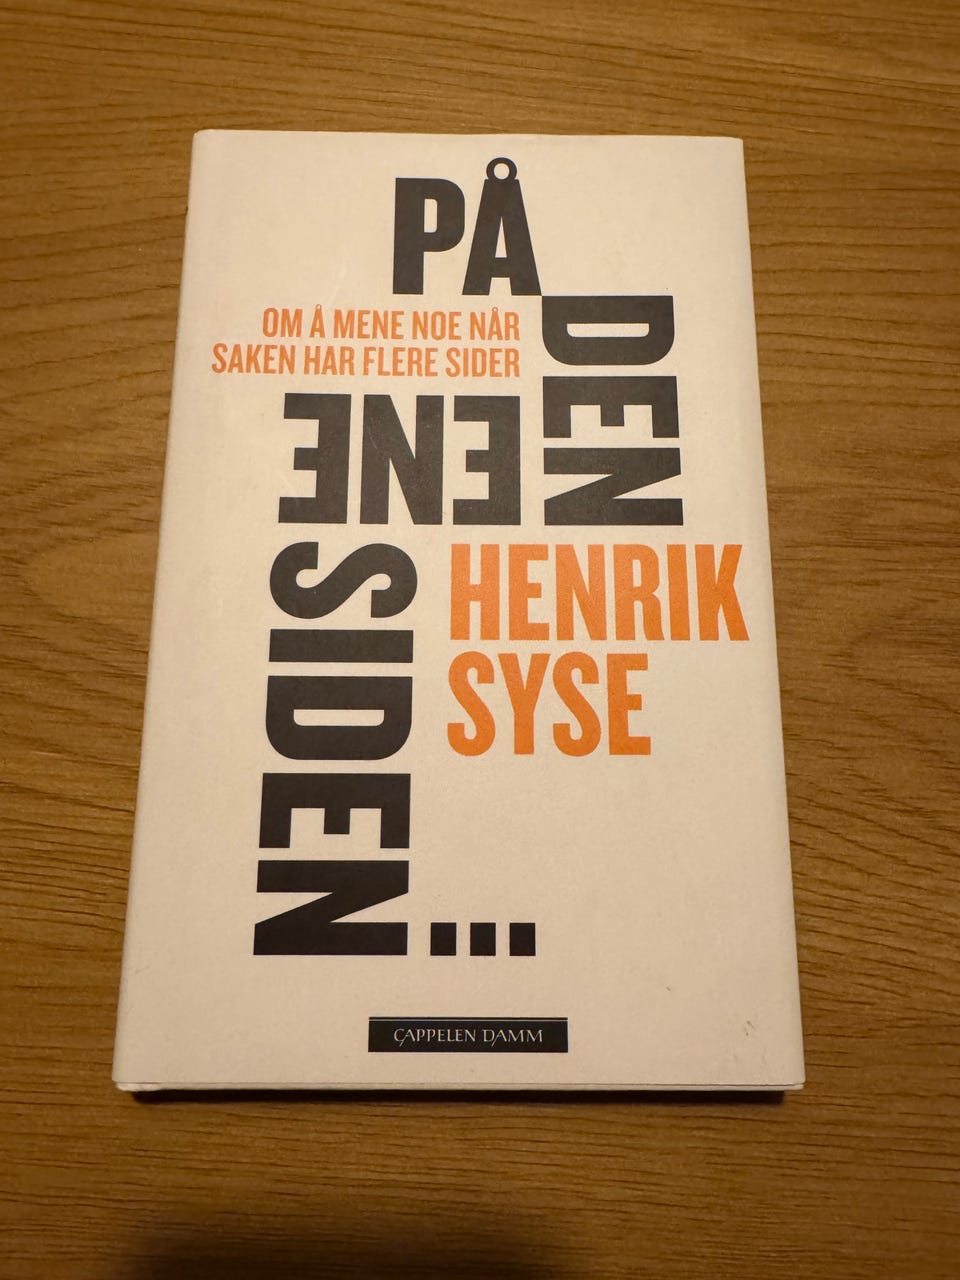 PÅ
DEN
OM Å MENE NOE NÅR
SAKEN HAR FLERE SIDER
ENE
SIDEN...
HENRIK
SYSE
CAPPELEN DAMM